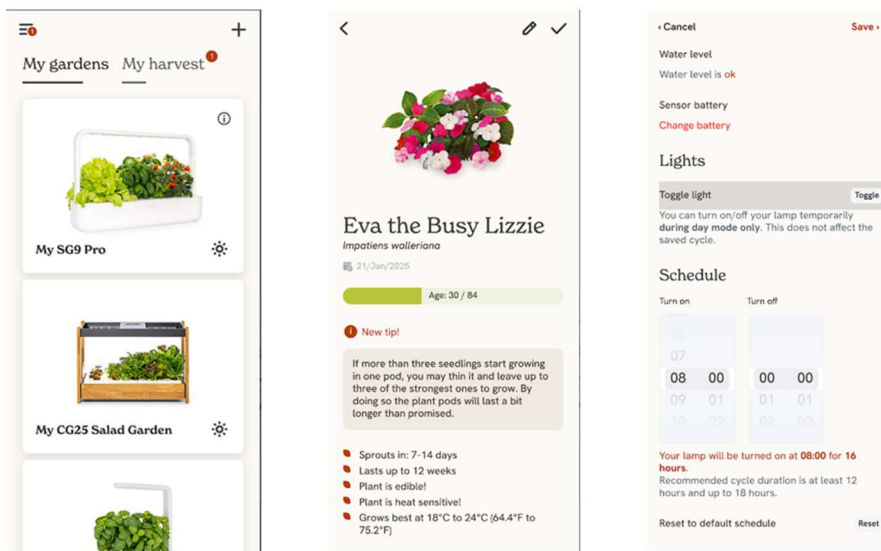 1
My gardens My harvest 1
My SG9 Pro
My CG25 Salad Garden
Eva the Busy Lizzie
Impatiens walleriana
21/Jan/2025
Age: 30 / 84
New tip!
If more than three seedlings start growing
in one pod, you may thin it and leave up to
three of the strongest ones to grow. By
doing so the plant pods will last a bit
longer than promised.
Sprouts in: 7-14 days
Lasts up to 12 weeks
Plant is edible!
Plant is heat sensitive!
Grows best at 18°C to 24°C (64.4°F to
75.2°F)
‹ Cancel Save ›
Water level
Water level is ok
Sensor battery
Change battery
Lights
Toggle light Toggle
You can turn on/off your lamp temporarily
during day mode only. This does not affect the
saved cycle.
Schedule
Turn on Turn off
06
07
08 00 00 00
09 01 01 01
10 02 02 02
Your lamp will be turned on at 08:00 for 16
hours.
Recommended cycle duration is at least 12
hours and up to 18 hours.
Reset to default schedule Reset